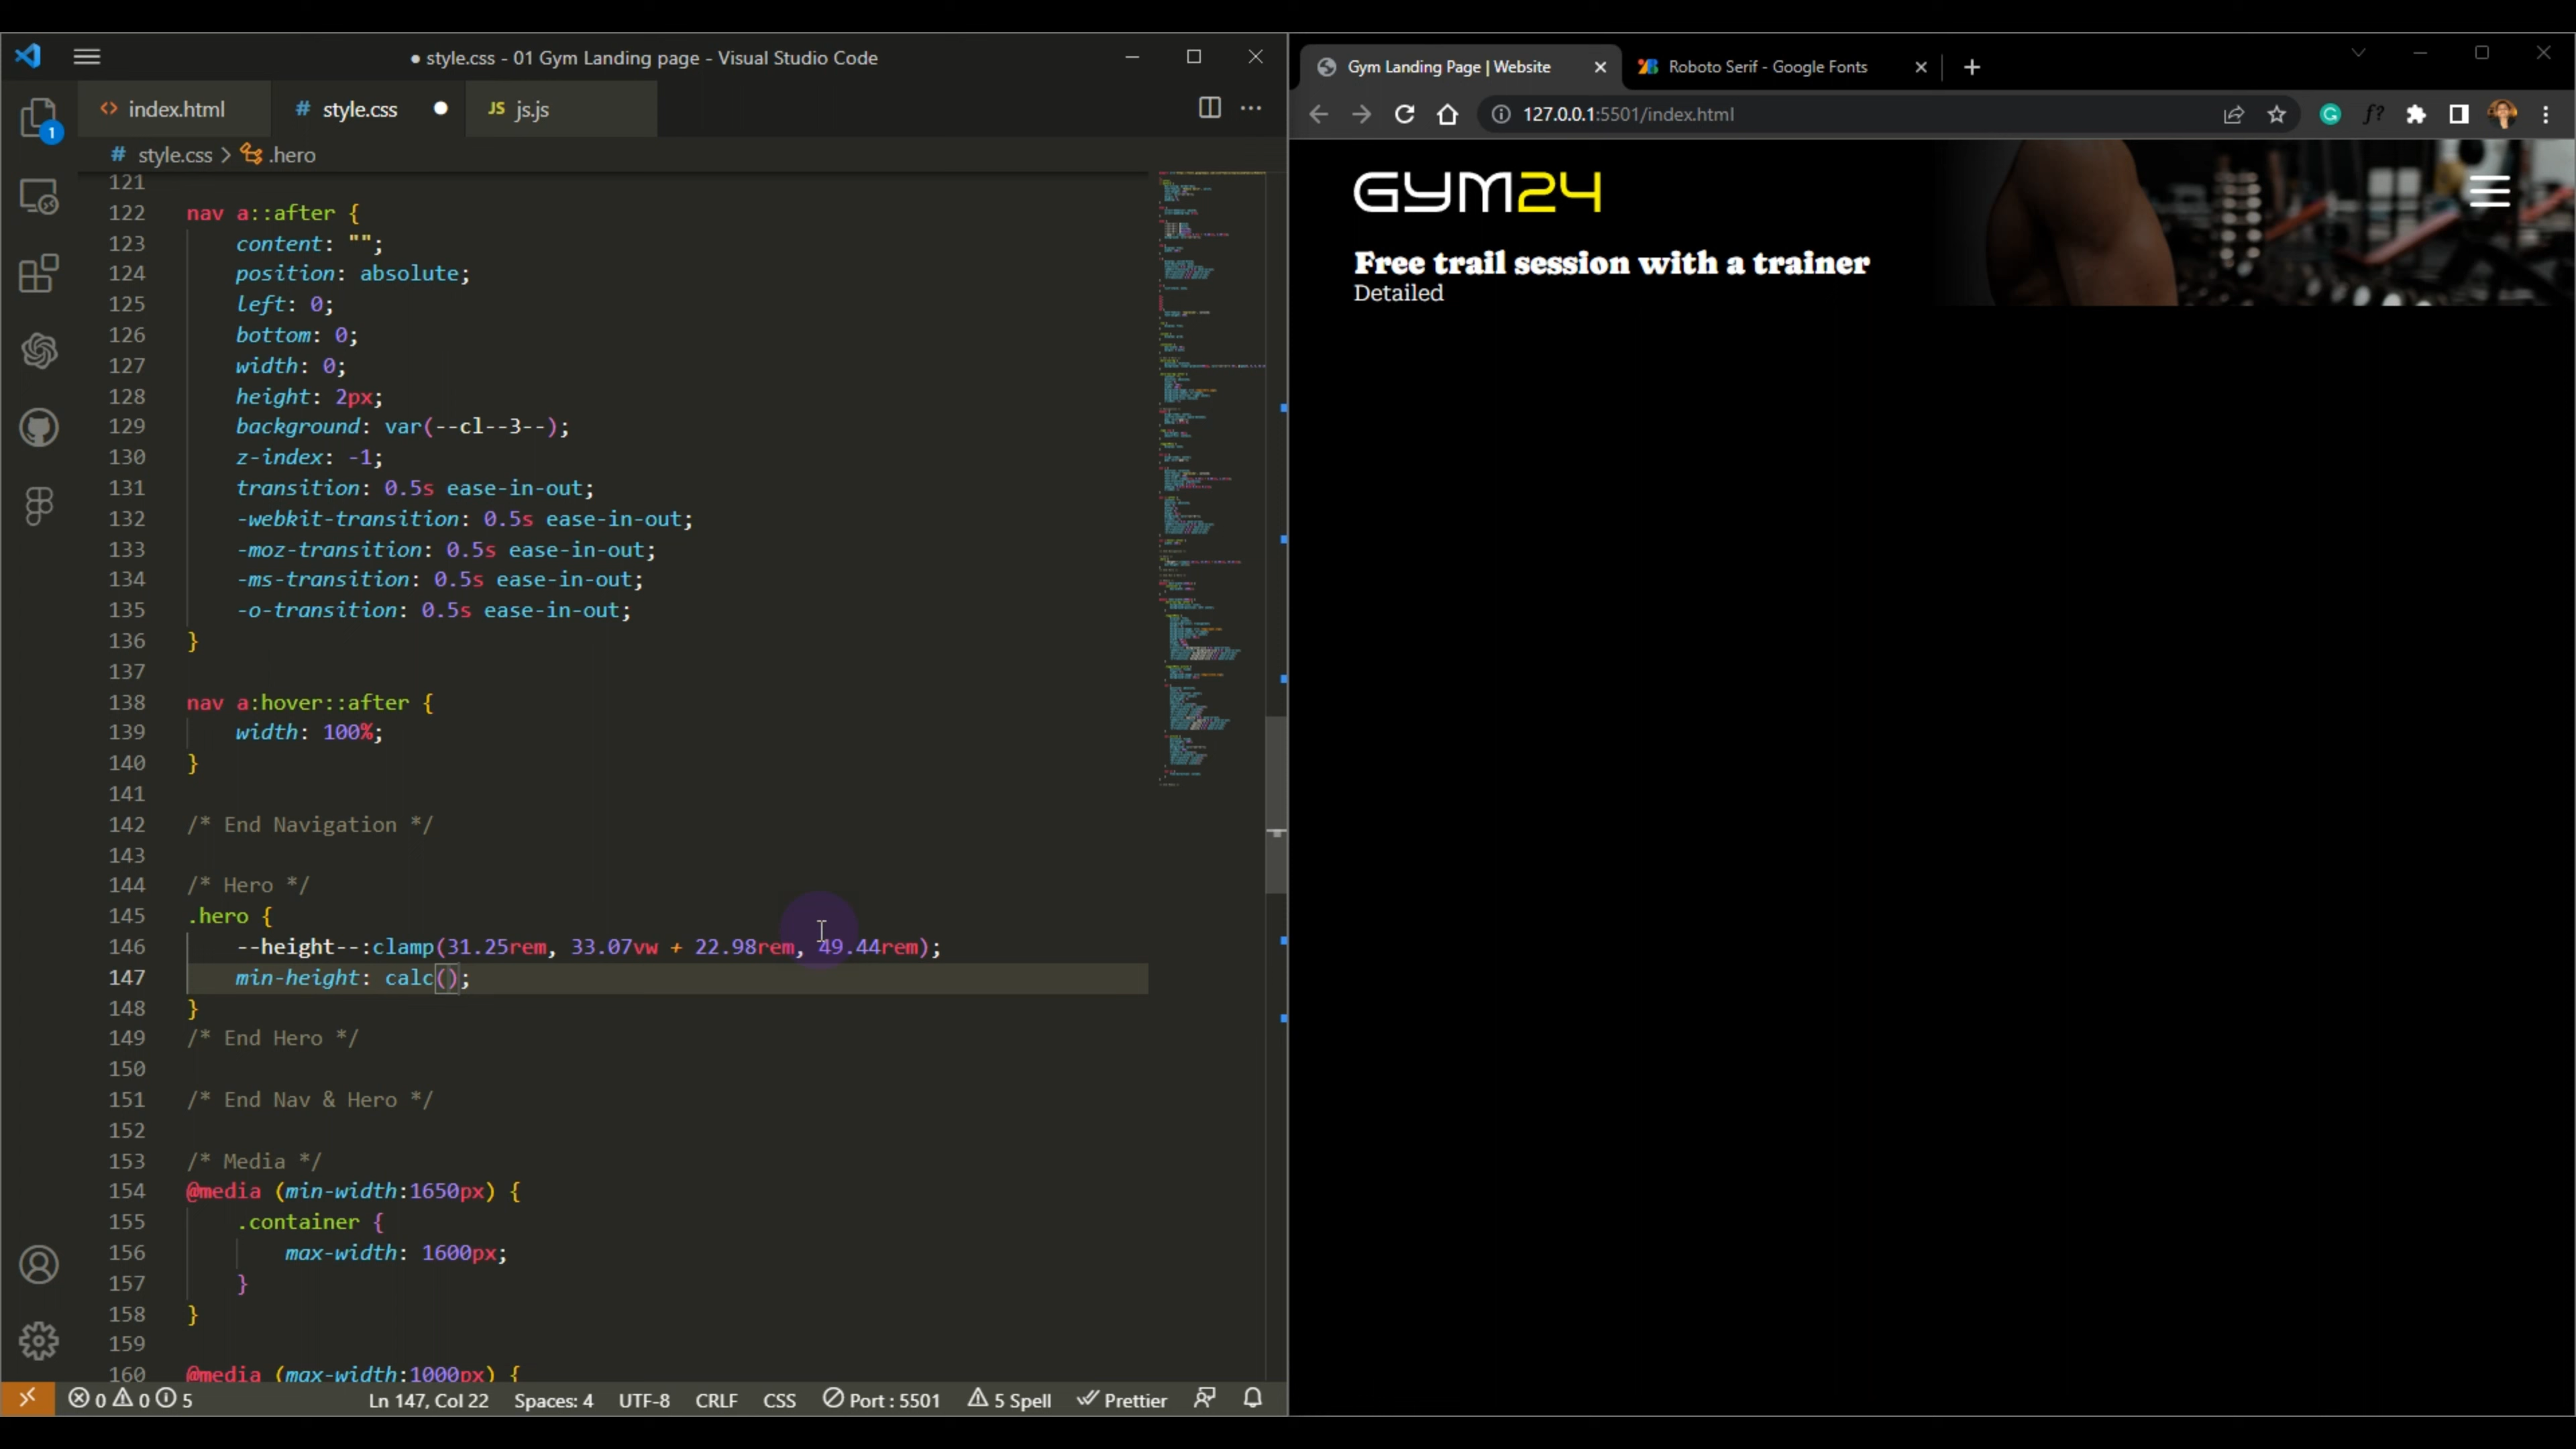 ● style.css - 01 Gym Landing page - Visual Studio Code
<> index.html
# style.css ●
JS js.js
# style.css > .hero
1
121
122 nav a::after {
123 content: "";
124 position: absolute;
125 left: 0;
126 bottom: 0;
127 width: 0;
128 height: 2px;
129 background: var(--cl--3--);
130 z-index: -1;
131 transition: 0.5s ease-in-out;
132 -webkit-transition: 0.5s ease-in-out;
133 -moz-transition: 0.5s ease-in-out;
134 -ms-transition: 0.5s ease-in-out;
135 -o-transition: 0.5s ease-in-out;
136 }
137
138 nav a:hover::after {
139 width: 100%;
140 }
141
142 /* End Navigation */
143
144 /* Hero */
145 .hero {
146 --height--:clamp(31.25rem, 33.07vw + 22.98rem, 49.44rem);
147 min-height: calc();
148 }
149 /* End Hero */
150
151 /* End Nav & Hero */
152
153 /* Media */
154 @media (min-width:1650px) {
155 .container {
156 max-width: 1600px;
157 }
158 }
159
160 @media (max-width:1000px) {
0 0 5
Ln 147, Col 22
Spaces: 4
UTF-8
CRLF
CSS
Port : 5501
5 Spell
Prettier
Gym Landing Page | Website
Roboto Serif - Google Fonts
127.0.0.1:5501/index.html
f?
GYM24
Free trail session with a trainer
Detailed